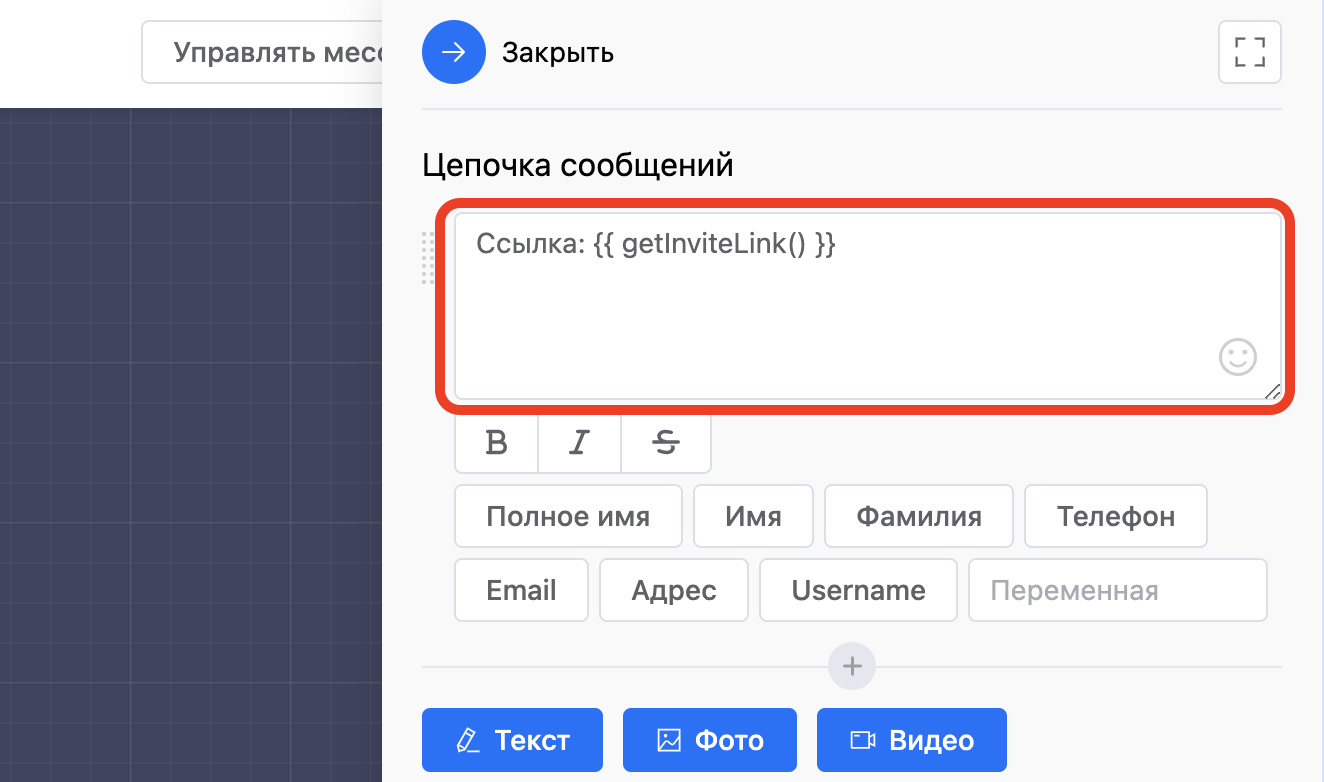 Управлять месс
Закрыть
Цепочка сообщений
Ссылка: {{ getInviteLink() }}
B I S
Полное имя Имя Фамилия Телефон
Email Адрес Username Переменная
Текст Фото Видео